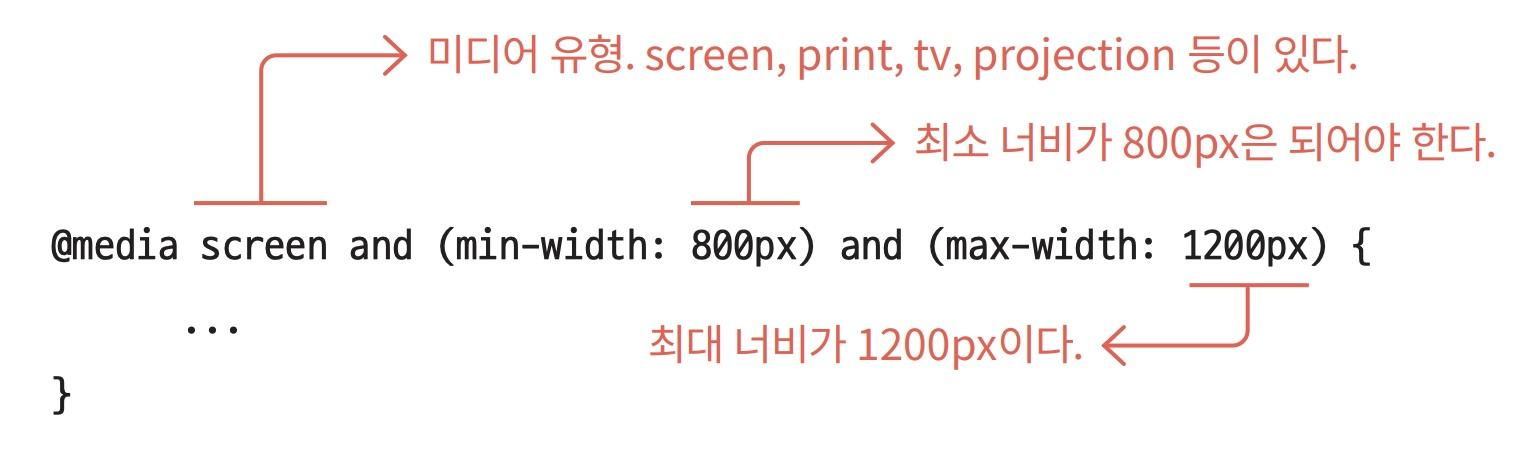 미디어 유형. screen, print, tv, projection 등이 있다.
최소 너비가 800px은 되어야 한다.
@media screen and (min-width: 800px) and (max-width: 1200px) {
...
최대 너비가 1200px이다.
}